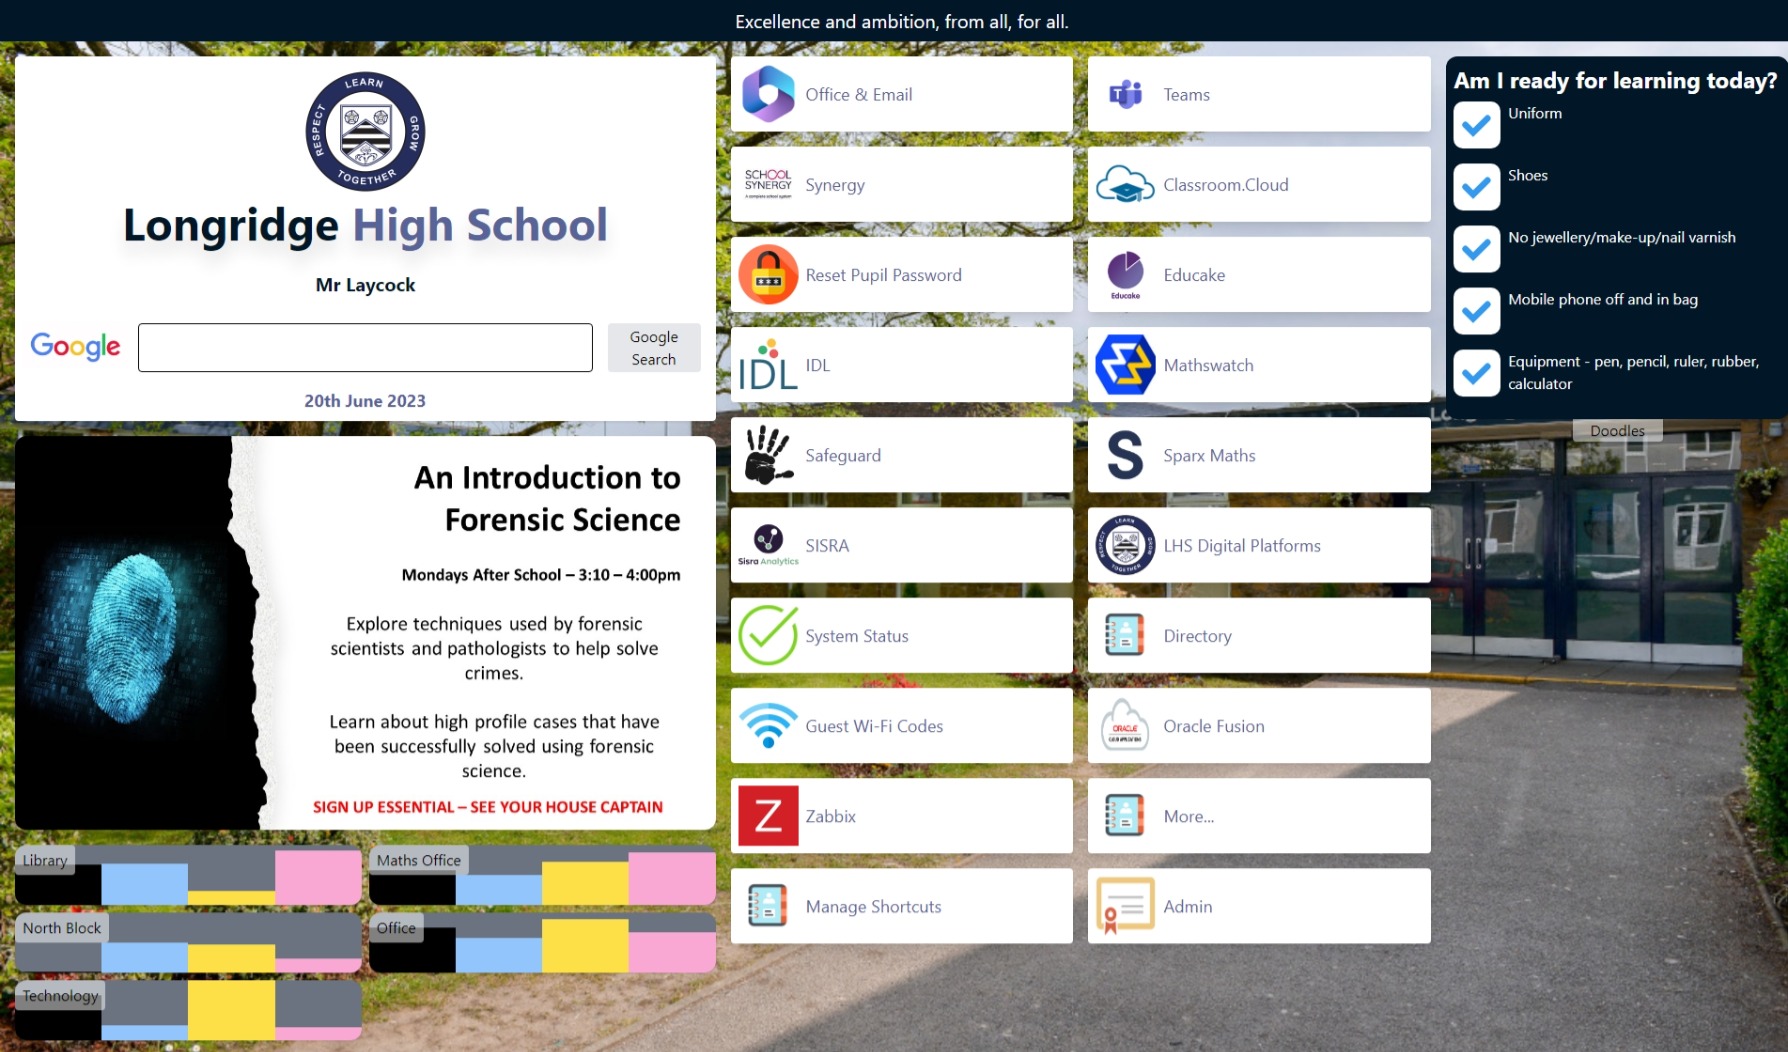 Excellence and ambition, from all, for all.
LEARN
RESPECT
GROW
TOGETHER
Longridge High School
Mr Laycock
Google
Google
Search
20th June 2023
An Introduction to
Forensic Science
Mondays After School – 3:10 – 4:00pm
Explore techniques used by forensic
scientists and pathologists to help solve
crimes.
Learn about high profile cases that have
been successfully solved using forensic
science.
SIGN UP ESSENTIAL – SEE YOUR HOUSE CAPTAIN
Library
Maths Office
North Block
Office
Technology
Office & Email
T
Teams
SCHOOL
SYNERGY
A complete school system
Synergy
Classroom.Cloud
***
Reset Pupil Password
Educake
Educake
IDL
IDL
Mathswatch
Safeguard
S
Sparx Maths
Sisra Analytics
SISRA
LEARN
RESPECT
GROW
TOGETHER
LHS Digital Platforms
System Status
Directory
Guest Wi-Fi Codes
ORACLE
Oracle Fusion
Z
Zabbix
More...
Manage Shortcuts
Admin
Am I ready for learning today?
Uniform
Shoes
No jewellery/make-up/nail varnish
Mobile phone off and in bag
Equipment - pen, pencil, ruler, rubber,
calculator
Doodles